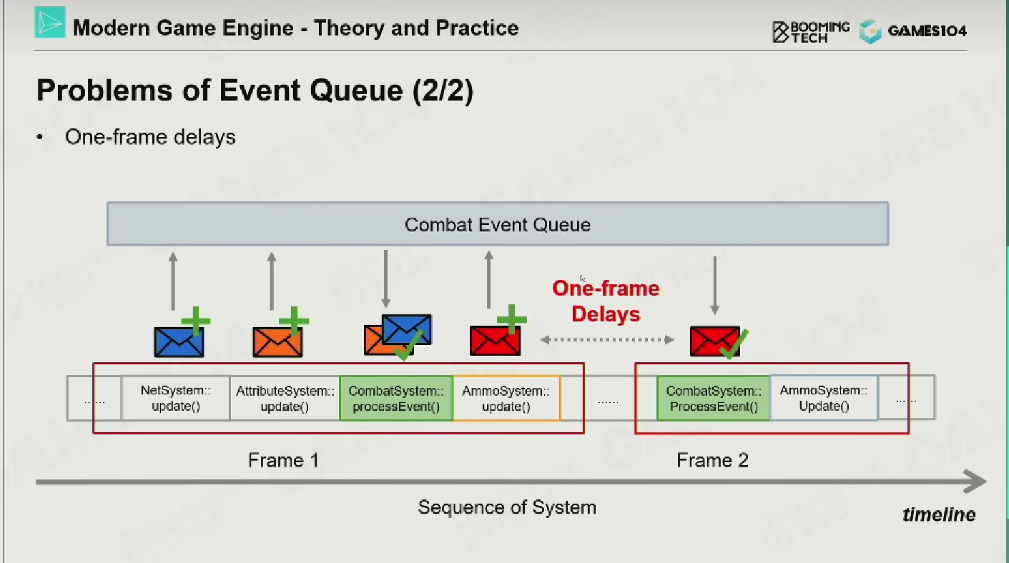 Modern Game Engine - Theory and Practice
BOOMING
TECH
GAMES104
Problems of Event Queue (2/2)
• One-frame delays
Combat Event Queue
One-frame
Delays
...... NetSystem:: AttributeSystem:: CombatSystem:: AmmoSystem:: ...... CombatSystem:: AmmoSystem:: ......
update() update() processEvent() update() ProcessEvent() Update()
Frame 1 Frame 2
Sequence of System
timeline